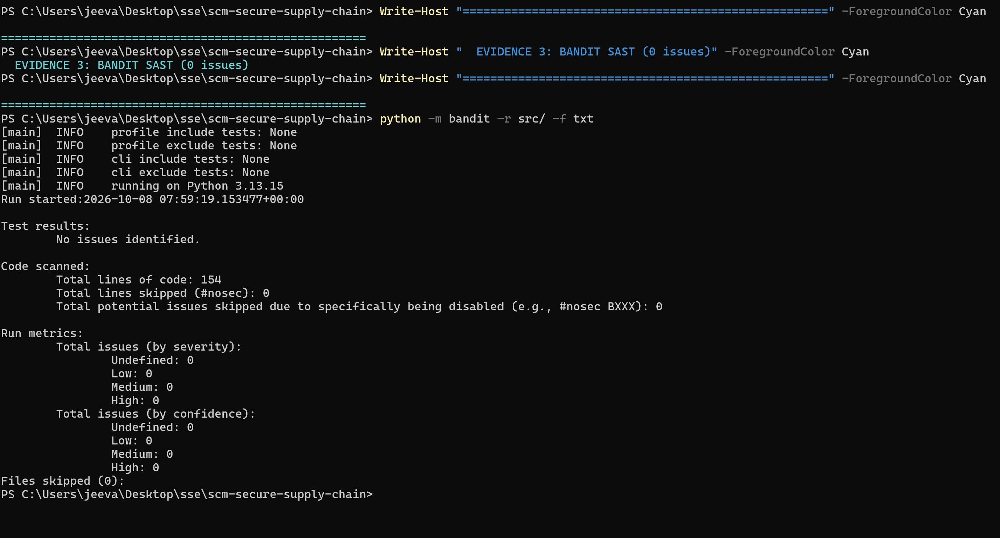 PS C:\Users\jeeva\Desktop\sse\scm-secure-supply-chain> Write-Host "=====================================================" -ForegroundColor Cyan
=====================================================
PS C:\Users\jeeva\Desktop\sse\scm-secure-supply-chain> Write-Host "  EVIDENCE 3: BANDIT SAST (0 issues)" -ForegroundColor Cyan
  EVIDENCE 3: BANDIT SAST (0 issues)
PS C:\Users\jeeva\Desktop\sse\scm-secure-supply-chain> Write-Host "=====================================================" -ForegroundColor Cyan
=====================================================
PS C:\Users\jeeva\Desktop\sse\scm-secure-supply-chain> python -m bandit -r src/ -f txt
[main]  INFO    profile include tests: None
[main]  INFO    profile exclude tests: None
[main]  INFO    cli include tests: None
[main]  INFO    cli exclude tests: None
[main]  INFO    running on Python 3.13.15
Run started:2026-10-08 07:59:19.153477+00:00
Test results:
        No issues identified.
Code scanned:
        Total lines of code: 154
        Total lines skipped (#nosec): 0
        Total potential issues skipped due to specifically being disabled (e.g., #nosec BXXX): 0
Run metrics:
        Total issues (by severity):
                Undefined: 0
                Low: 0
                Medium: 0
                High: 0
        Total issues (by confidence):
                Undefined: 0
                Low: 0
                Medium: 0
                High: 0
Files skipped (0):
PS C:\Users\jeeva\Desktop\sse\scm-secure-supply-chain>